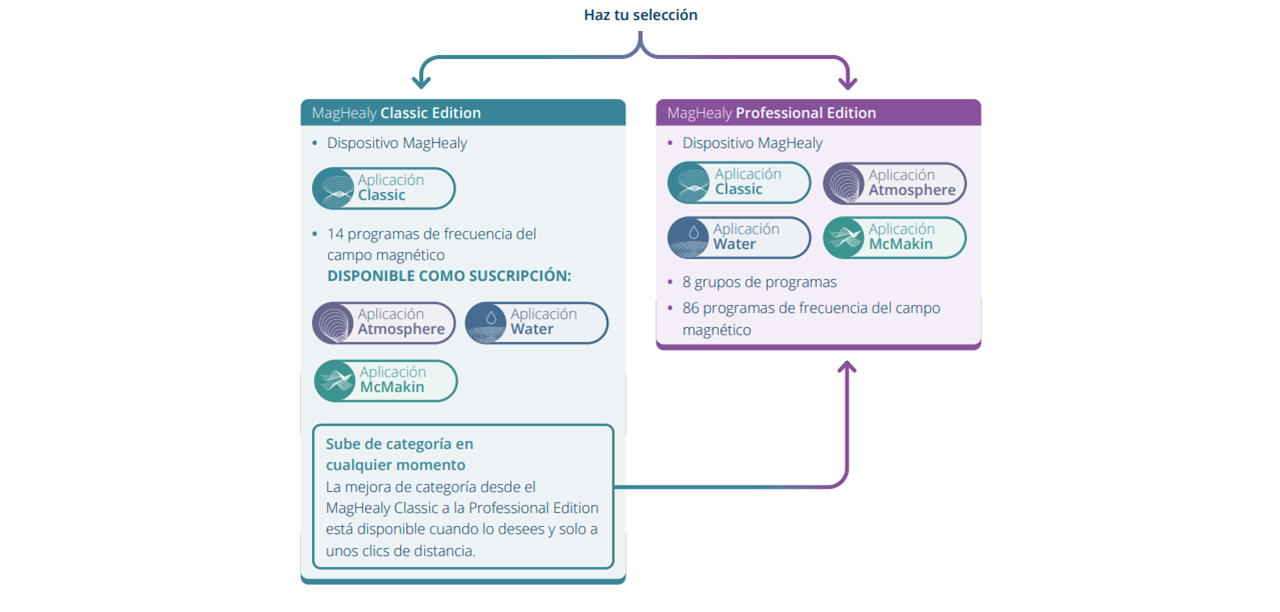 Haz tu selección
MagHealy Classic Edition
• Dispositivo MagHealy
Aplicación
Classic
• 14 programas de frecuencia del
campo magnético
DISPONIBLE COMO SUSCRIPCIÓN:
Aplicación
Atmosphere
Aplicación
Water
Aplicación
McMakin
Sube de categoría en
cualquier momento
La mejora de categoría desde el
MagHealy Classic a la Professional Edition
está disponible cuando lo desees y solo a
unos clics de distancia.
MagHealy Professional Edition
• Dispositivo MagHealy
Aplicación
Classic
Aplicación
Atmosphere
Aplicación
Water
Aplicación
McMakin
• 8 grupos de programas
• 86 programas de frecuencia del campo
magnético